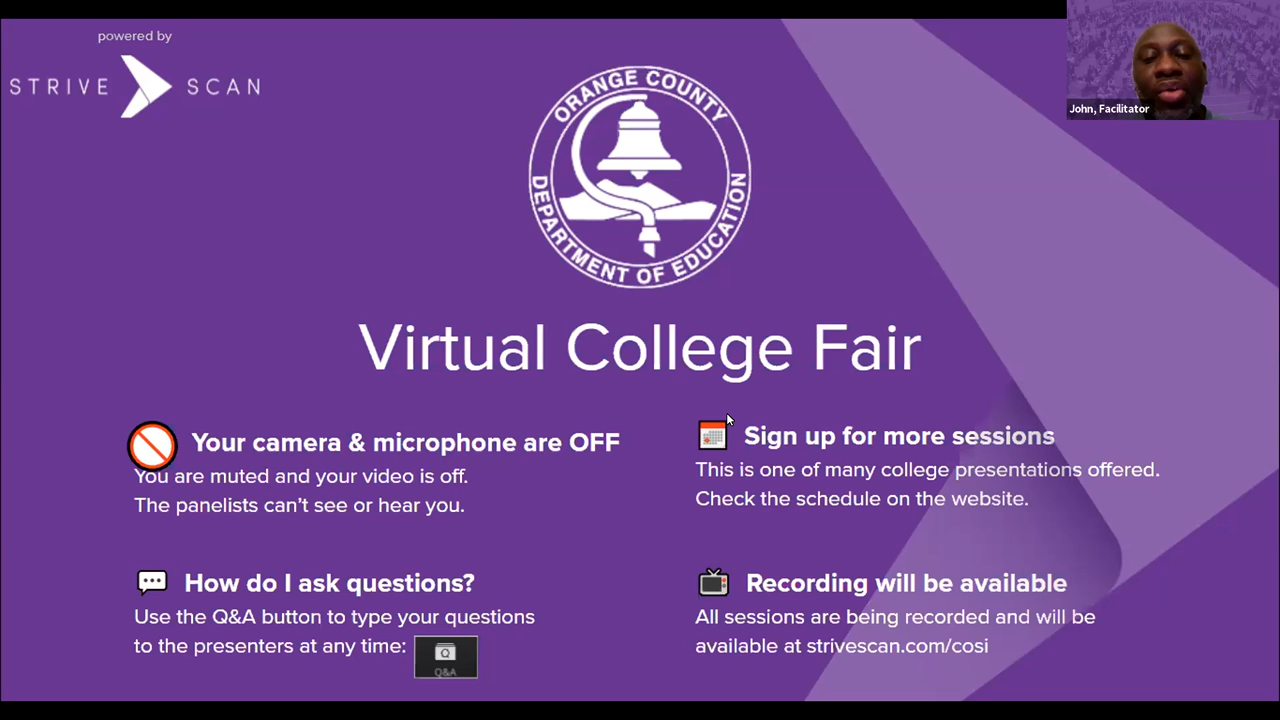 powered by
STRIVE SCAN
ORANGE COUNTY
DEPARTMENT OF EDUCATION
John, Facilitator
Virtual College Fair
Your camera & microphone are OFF
You are muted and your video is off.
The panelists can’t see or hear you.
Sign up for more sessions
This is one of many college presentations offered.
Check the schedule on the website.
How do I ask questions?
Use the Q&A button to type your questions
to the presenters at any time:
Q
Q&A
Recording will be available
All sessions are being recorded and will be
available at strivescan.com/cosi